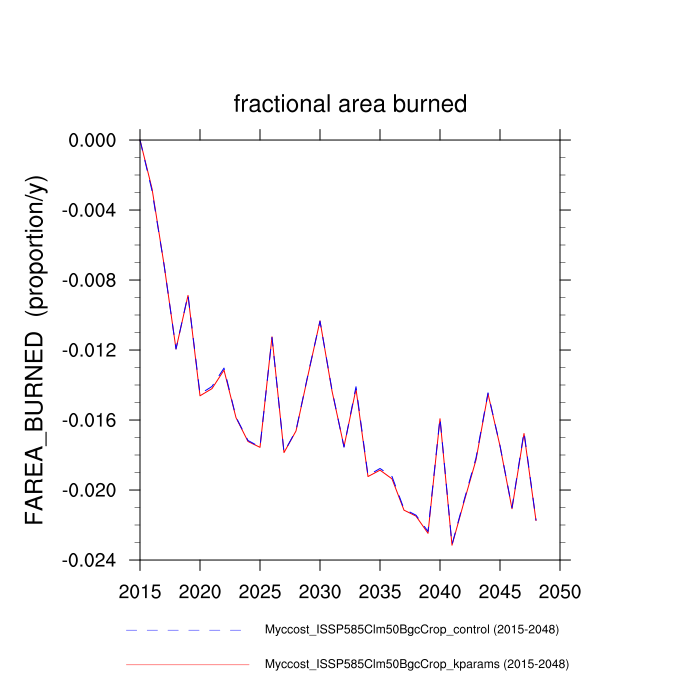 fractional area burned
FAREA_BURNED (proportion/y)
0.000
-0.004
-0.008
-0.012
-0.016
-0.020
-0.024
2015 2020 2025 2030 2035 2040 2045 2050
Myccost_ISSP585Clm50BgcCrop_control (2015-2048)
Myccost_ISSP585Clm50BgcCrop_kparams (2015-2048)